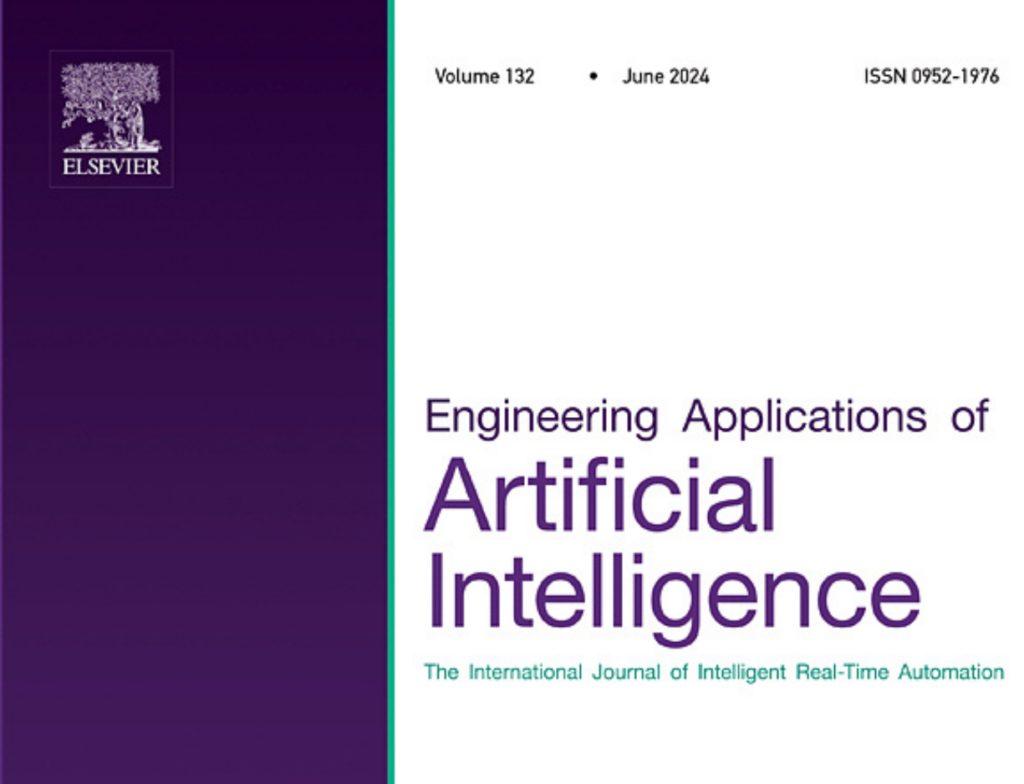 ELSEVIER
Volume 132 • June 2024 ISSN 0952-1976
Engineering Applications of
Artificial
Intelligence
The International Journal of Intelligent Real-Time Automation